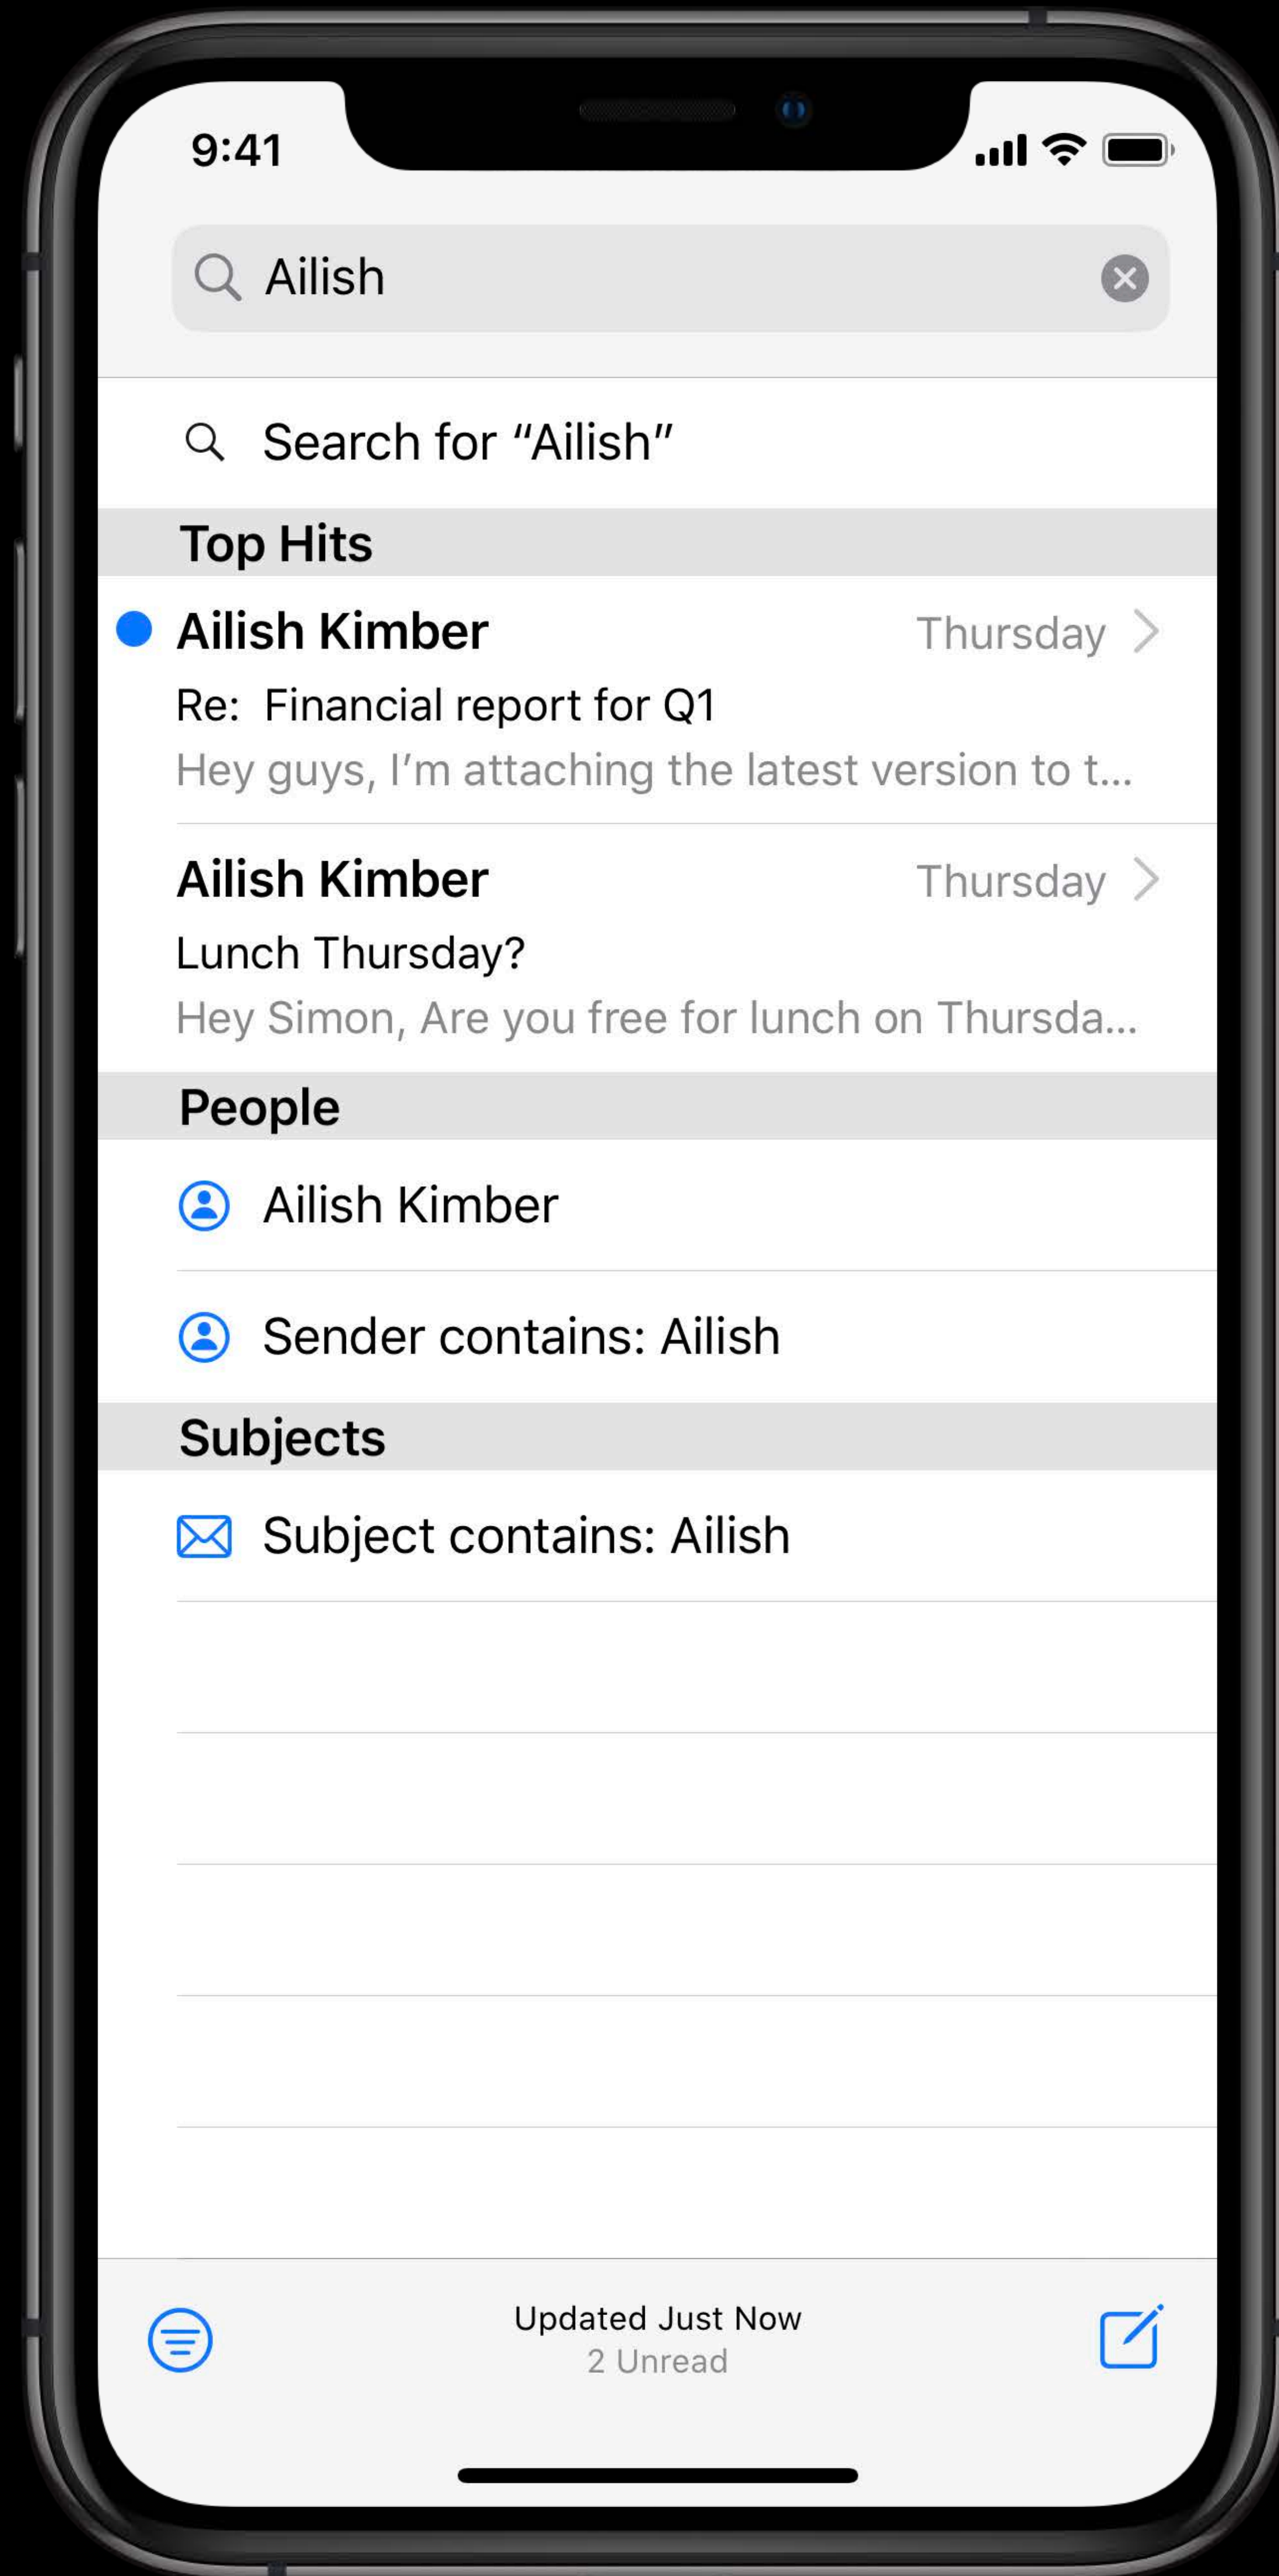 9:41
Ailish
Search for “Ailish”
Top Hits
Ailish Kimber
Thursday
Re:  Financial report for Q1
Hey guys, I’m attaching the latest version to t...
Ailish Kimber
Thursday
Lunch Thursday?
Hey Simon, Are you free for lunch on Thursda...
People
Ailish Kimber
Sender contains: Ailish
Subjects
Subject contains: Ailish
Updated Just Now
2 Unread